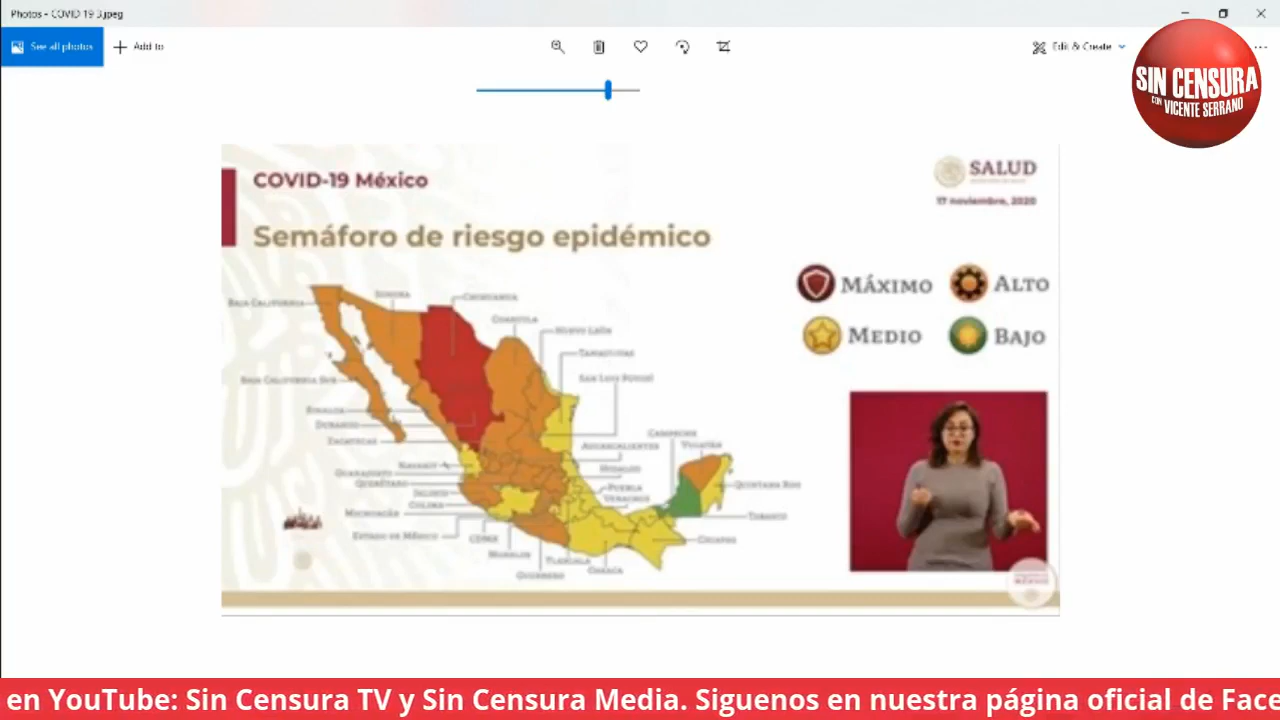 Photos - COVID 19 3.jpeg
See all photos
Add to
Edit & Create
SIN CENSURA
CON VICENTE SERRANO
COVID-19 México
SALUD
17 noviembre, 2020
Semáforo de riesgo epidémico
MÁXIMO
ALTO
MEDIO
BAJO
BAJA CALIFORNIA
SONORA
CHIHUAHUA
COAHUILA
NUEVO LEÓN
TAMAULIPAS
SAN LUIS POTOSÍ
BAJA CALIFORNIA SUR
SINALOA
DURANGO
ZACATECAS
CAMPECHE
YUCATÁN
AGUASCALIENTES
NAYARIT
HIDALGO
GUANAJUATO
QUERÉTARO
PUEBLA
QUINTANA ROO
JALISCO
VERACRUZ
COLIMA
MICHOACÁN
TABASCO
ESTADO DE MÉXICO
CDMX
CHIAPAS
MORELOS
TLAXCALA
OAXACA
GUERRERO
MÉXICO
en YouTube: Sin Censura TV y Sin Censura Media. Siguenos en nuestra página oficial de Face